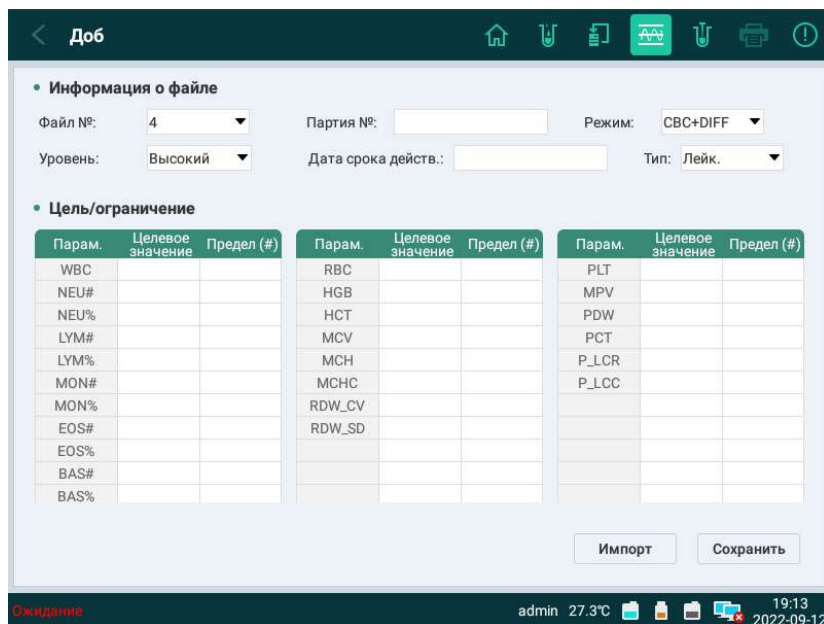 Доб
• Информация о файле
Файл №: 4 Партия №: Режим: CBC+DIFF
Уровень: Высокий Дата срока действ.: Тип: Лейк.
• Цель/ограничение
Парам. Целевое значение Предел (#) Парам. Целевое значение Предел (#) Парам. Целевое значение Предел (#)
WBC RBC PLT
NEU# HGB MPV
NEU% HCT PDW
LYM# MCV PCT
LYM% MCH P_LCR
MON# MCHC P_LCC
MON% RDW_CV
EOS# RDW_SD
EOS%
BAS#
BAS%
Импорт Сохранить
Ожидание admin 27.3℃ 19:13
2022-09-12